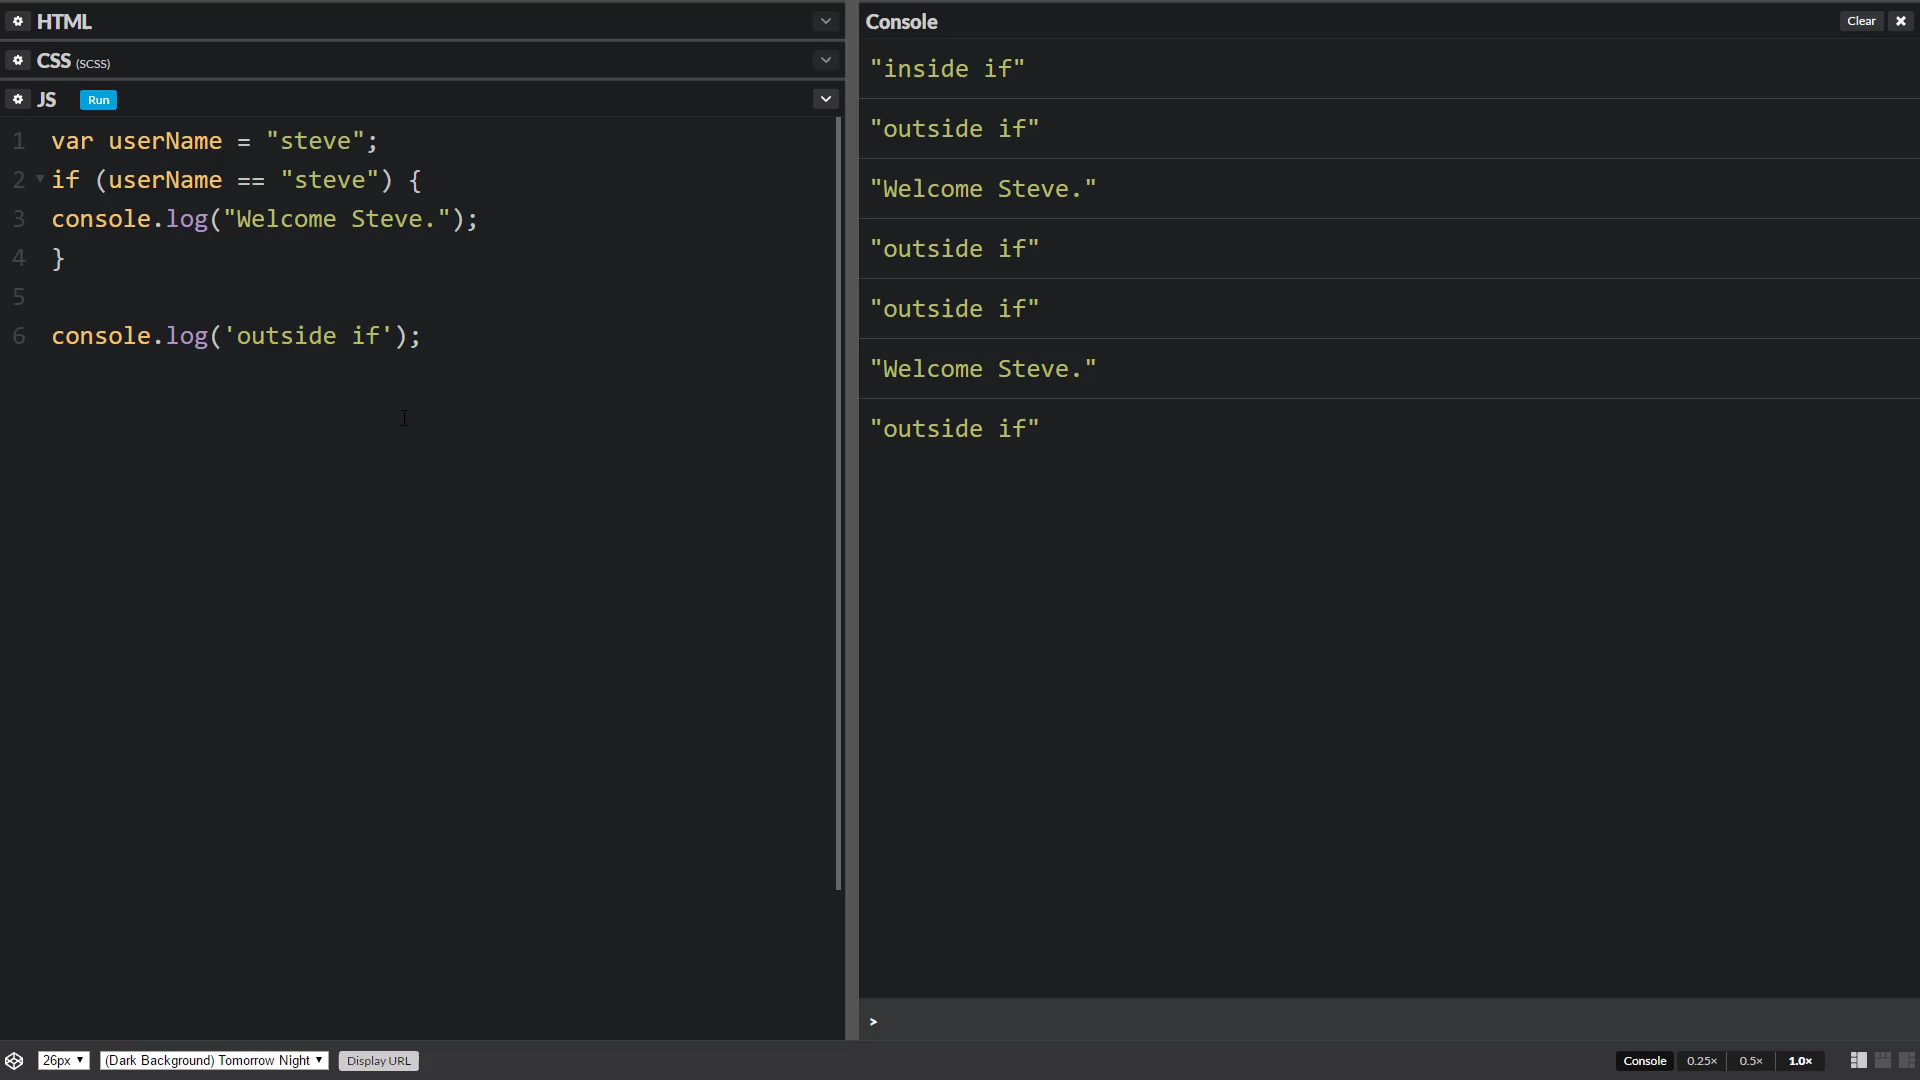 HTML
CSS (SCSS)
JS Run
1 var userName = "steve";
2 if (userName == "steve") {
3 console.log("Welcome Steve.");
4 }
5
6 console.log('outside if');
Console Clear ×
"inside if"
"outside if"
"Welcome Steve."
"outside if"
"outside if"
"Welcome Steve."
"outside if"
>
26px (Dark Background) Tomorrow Night Display URL
Console 0.25× 0.5× 1.0×